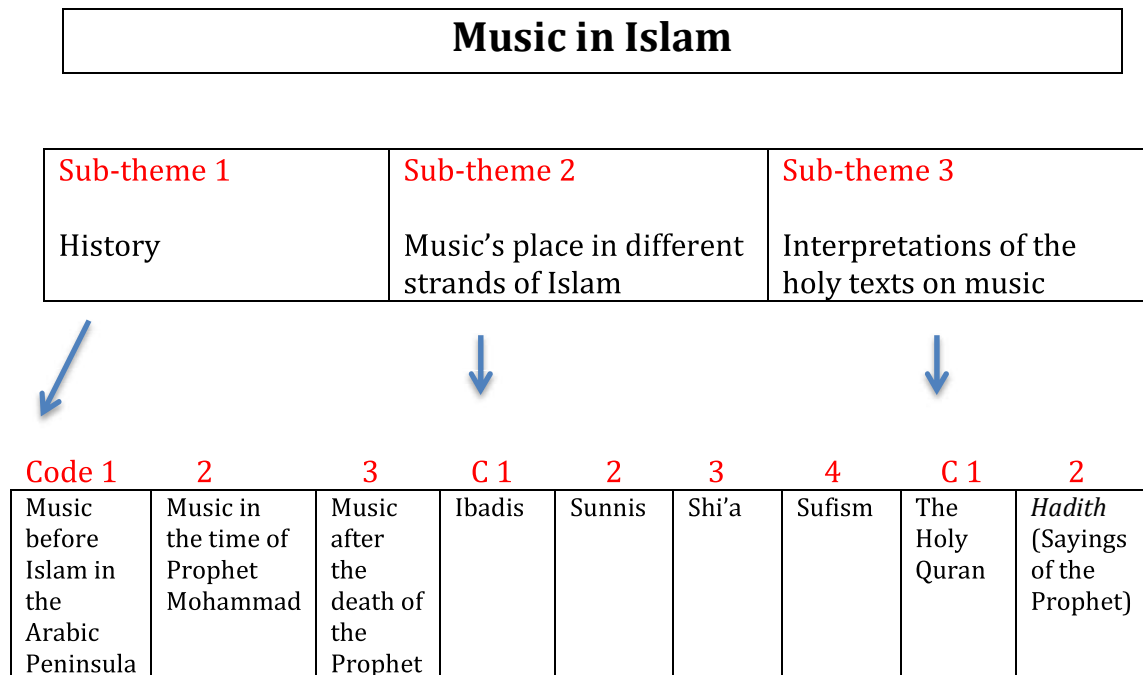 Music in Islam
Sub-theme 1
History
Sub-theme 2
Music’s place in different
strands of Islam
Sub-theme 3
Interpretations of the
holy texts on music
Code 1 2 3 C 1 2 3 4 C 1 2
Music
before
Islam in
the
Arabic
Peninsula
Music in
the time of
Prophet
Mohammad
Music
after
the
death of
the
Prophet
Ibadis
Sunnis
Shi’a
Sufism
The
Holy
Quran
Hadith
(Sayings
of the
Prophet)